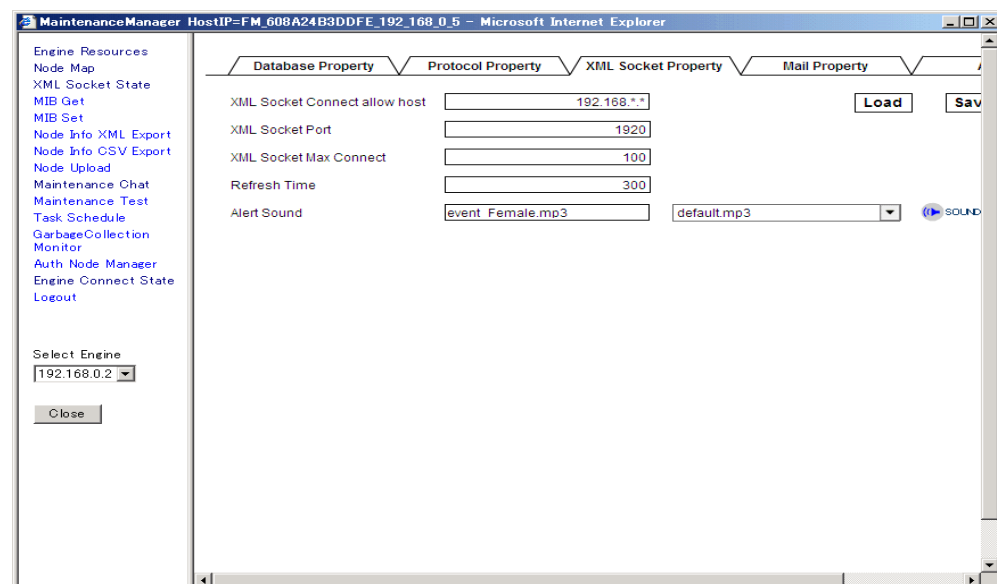 MaintenanceManager HostIP=FM_608A24B3DDFE_192_168_0_5 - Microsoft Internet Explorer
Engine Resources
Node Map
XML Socket State
MIB Get
MIB Set
Node Info XML Export
Node Info CSV Export
Node Upload
Maintenance Chat
Maintenance Test
Task Schedule
GarbageCollection
Monitor
Auth Node Manager
Engine Connect State
Logout
Select Engine
192.168.0.2
Close
Database Property Protocol Property XML Socket Property Mail Property
XML Socket Connect allow host 192.168.*.* Load Sav
XML Socket Port 1920
XML Socket Max Connect 100
Refresh Time 300
Alert Sound event_Female.mp3 default.mp3 SOUND